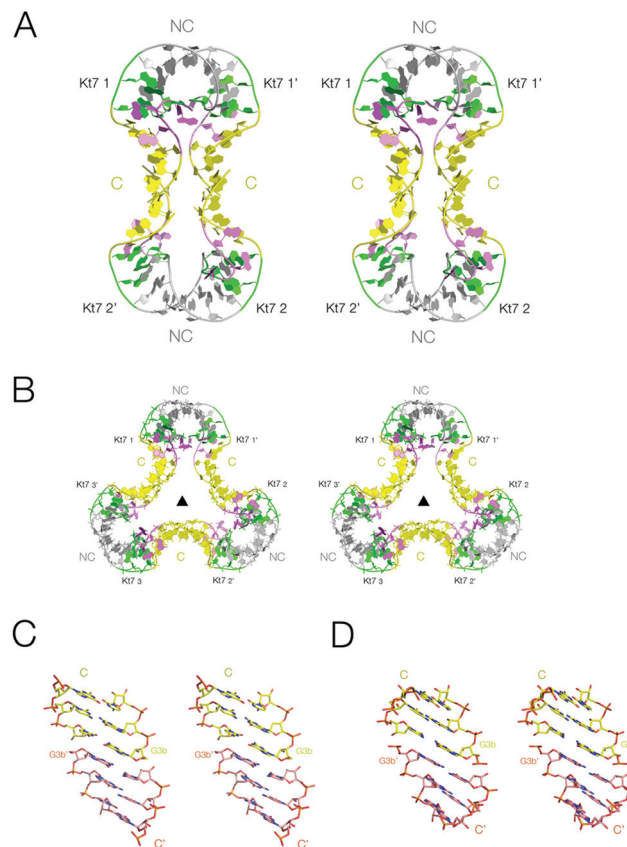 A
NC NC
Kt7 1 Kt7 1' Kt7 1 Kt7 1'
C C C C
Kt7 2' Kt7 2 Kt7 2' Kt7 2
NC NC
B
NC NC
Kt7 1 Kt7 1' Kt7 1 Kt7 1'
C C C C
Kt7 3' Kt7 2 Kt7 3' Kt7 2
NC C NC NC C NC
Kt7 3 Kt7 2' Kt7 3 Kt7 2'
C D
C C C C
G3b' G3b G3b' G3b G3b' G3b G3b' G3b
C' C' C' C'